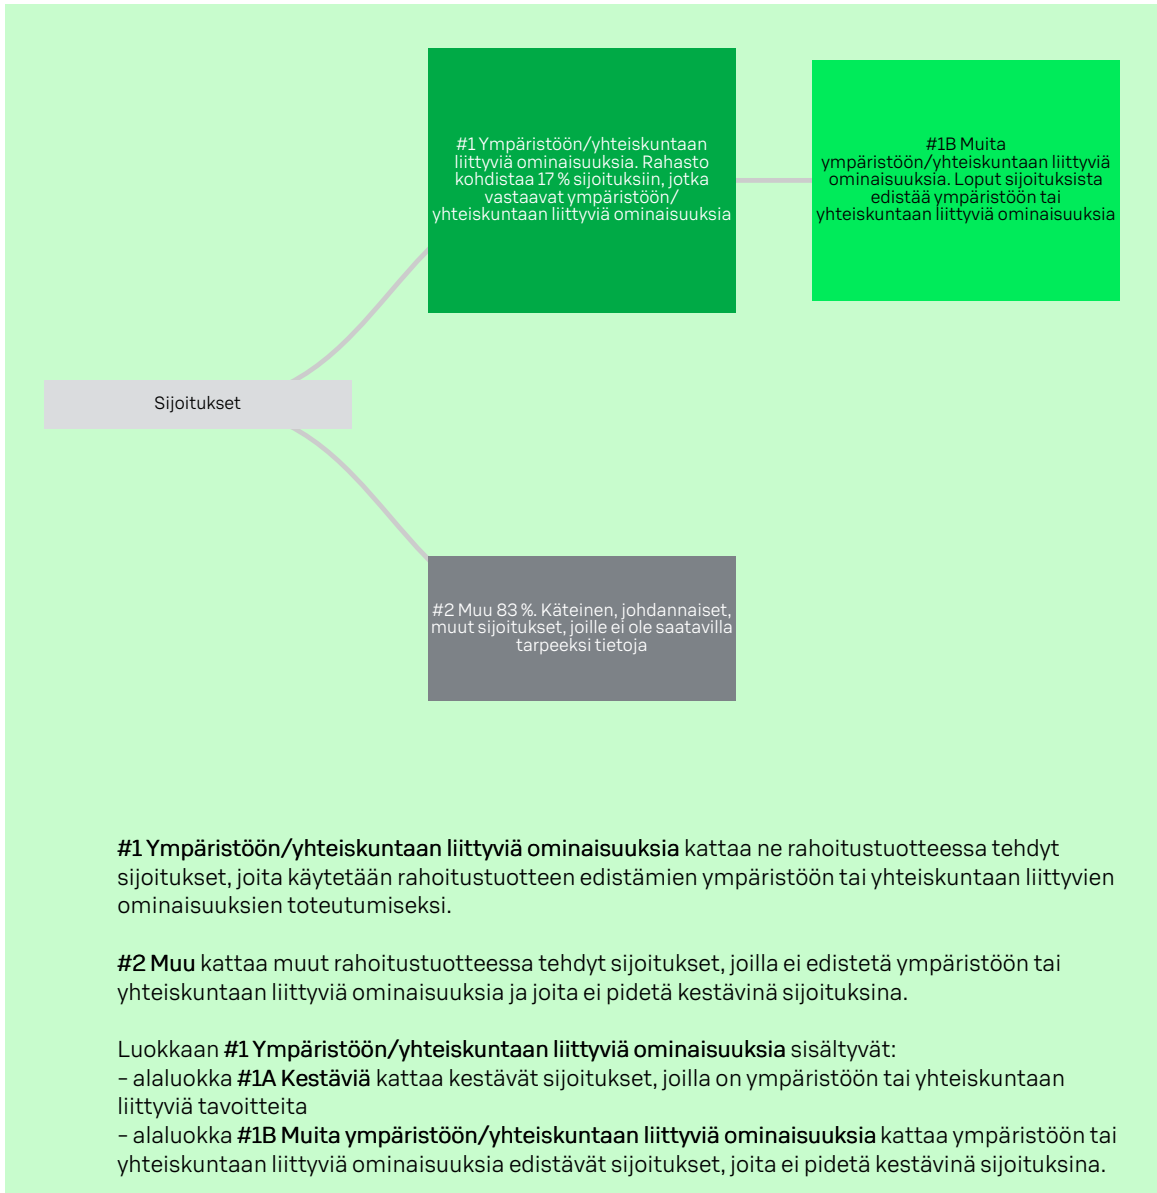 #1 Ympäristöön/yhteiskuntaan
liittyviä ominaisuuksia. Rahasto
kohdistaa 17 % sijoituksiin, jotka
vastaavat ympäristöön/
yhteiskuntaan liittyviä ominaisuuksia
#1B Muita
ympäristöön/yhteiskuntaan liittyviä
ominaisuuksia. Loput sijoituksista
edistää ympäristöön tai
yhteiskuntaan liittyviä ominaisuuksia
Sijoitukset
#2 Muu 83 %. Käteinen, johdannaiset,
muut sijoitukset, joille ei ole saatavilla
tarpeeksi tietoja
#1 Ympäristöön/yhteiskuntaan liittyviä ominaisuuksia kattaa ne rahoitustuotteessa tehdyt
sijoitukset, joita käytetään rahoitustuotteen edistämien ympäristöön tai yhteiskuntaan liittyvien
ominaisuuksien toteutumiseksi.
#2 Muu kattaa muut rahoitustuotteessa tehdyt sijoitukset, joilla ei edistetä ympäristöön tai
yhteiskuntaan liittyviä ominaisuuksia ja joita ei pidetä kestävinä sijoituksina.
Luokkaan #1 Ympäristöön/yhteiskuntaan liittyviä ominaisuuksia sisältyvät:
- alaluokka #1A Kestäviä kattaa kestävät sijoitukset, joilla on ympäristöön tai yhteiskuntaan
liittyviä tavoitteita
- alaluokka #1B Muita ympäristöön/yhteiskuntaan liittyviä ominaisuuksia kattaa ympäristöön tai
yhteiskuntaan liittyviä ominaisuuksia edistävät sijoitukset, joita ei pidetä kestävinä sijoituksina.